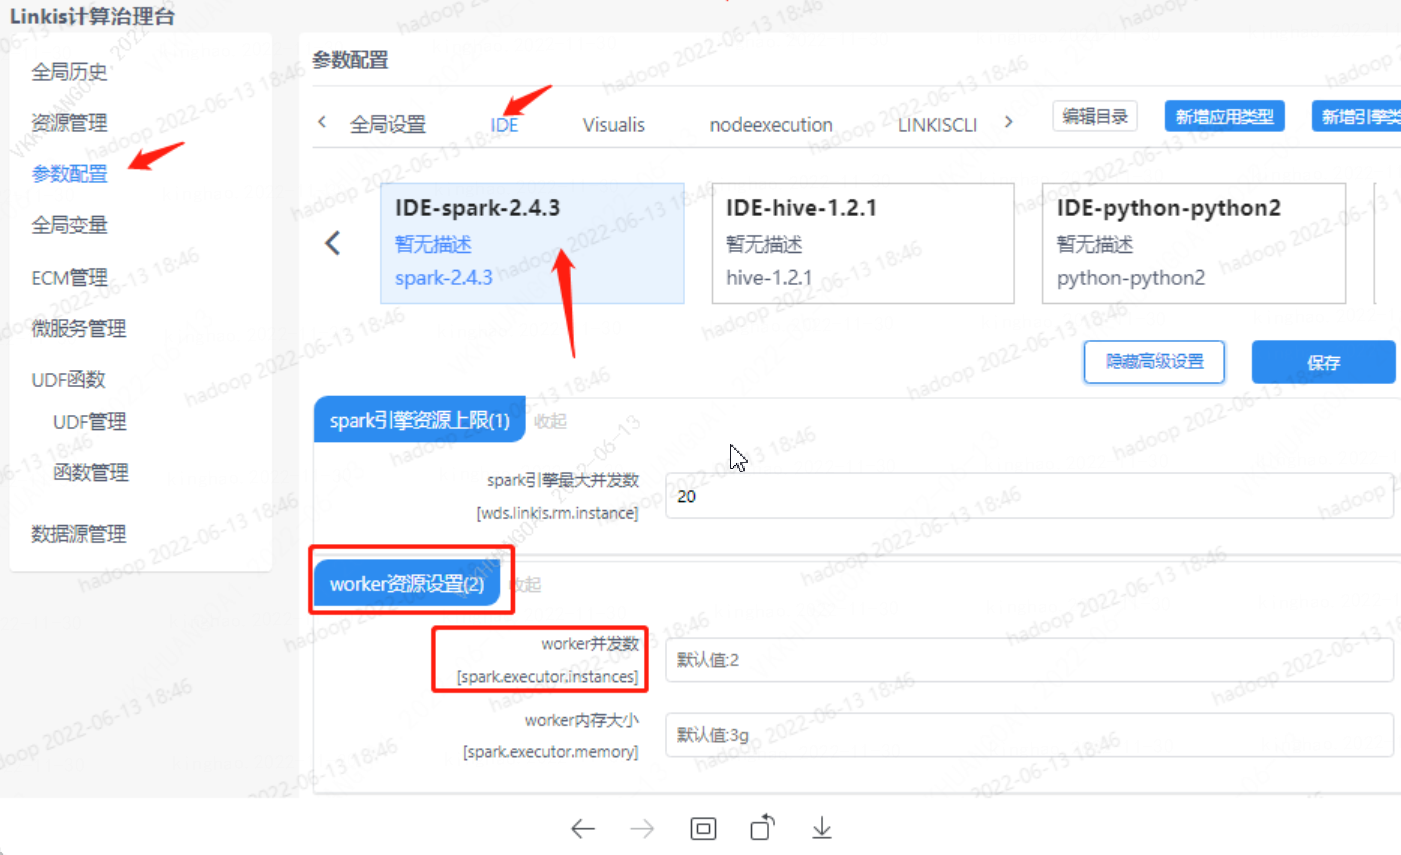 Linkis计算治理台
全局历史
资源管理
参数配置
全局变量
ECM管理
微服务管理
UDF函数
UDF管理
函数管理
数据源管理
参数配置
全局设置
IDE
Visualis
nodeexecution
LINKISCLI
编辑目录
新增应用类型
新增引擎类
IDE-spark-2.4.3
暂无描述
spark-2.4.3
IDE-hive-1.2.1
暂无描述
hive-1.2.1
IDE-python-python2
暂无描述
python-python2
隐藏高级设置
保存
spark引擎资源上限(1)
收起
spark引擎最大并发数
[wds.linkis.rm.instance]
20
worker资源设置(2)
收起
worker并发数
[spark.executor.instances]
默认值:2
worker内存大小
[spark.executor.memory]
默认值:3g
hadoop 2022-06-13 18:46